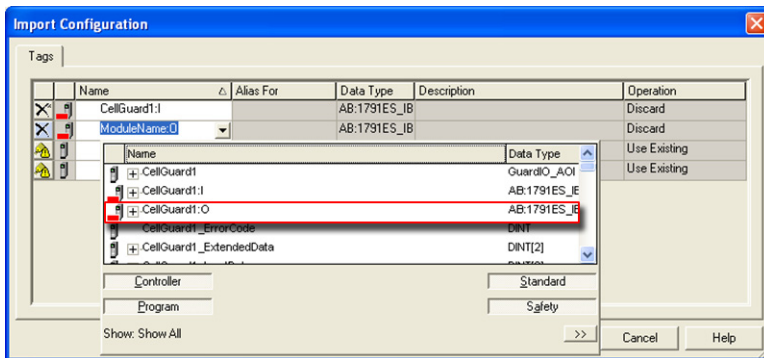 Import Configuration
Tags
Name Alias For Data Type Description Operation
CellGuard1:I AB:1791ES_IB Discard
ModuleName:O AB:1791ES_IB Discard
Use Existing
Use Existing
Name Data Type
CellGuard1 GuardIO_AOI
CellGuard1:I AB:1791ES_IE
CellGuard1:O AB:1791ES_IE
CellGuard1_ErrorCode DINT
CellGuard1_ExtendedData DINT[2]
Controller Standard
Program Safety
Show: Show All >>
Cancel Help